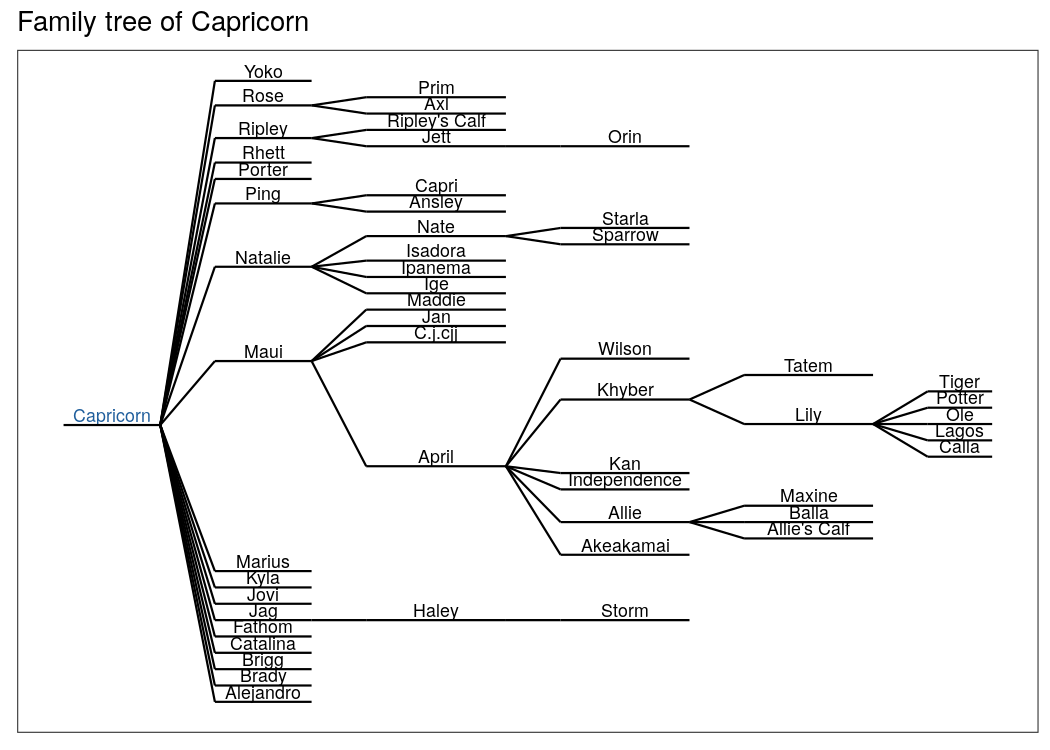 Family tree of Capricorn
Yoko
Rose
Prim
Axl
Ripley
Ripley's Calf
Jett
Orin
Rhett
Porter
Ping
Capri
Ansley
Natalie
Nate
Starla
Sparrow
Isadora
Ipanema
Ige
Maui
Maddie
Jan
C.j.cjj
April
Wilson
Khyber
Tatem
Lily
Tiger
Potter
Ole
Lagos
Calla
Kan
Independence
Allie
Maxine
Balla
Allie's Calf
Akeakamai
Capricorn
Marius
Kyla
Jovi
Jag
Haley
Storm
Fathom
Catalina
Brigg
Brady
Alejandro